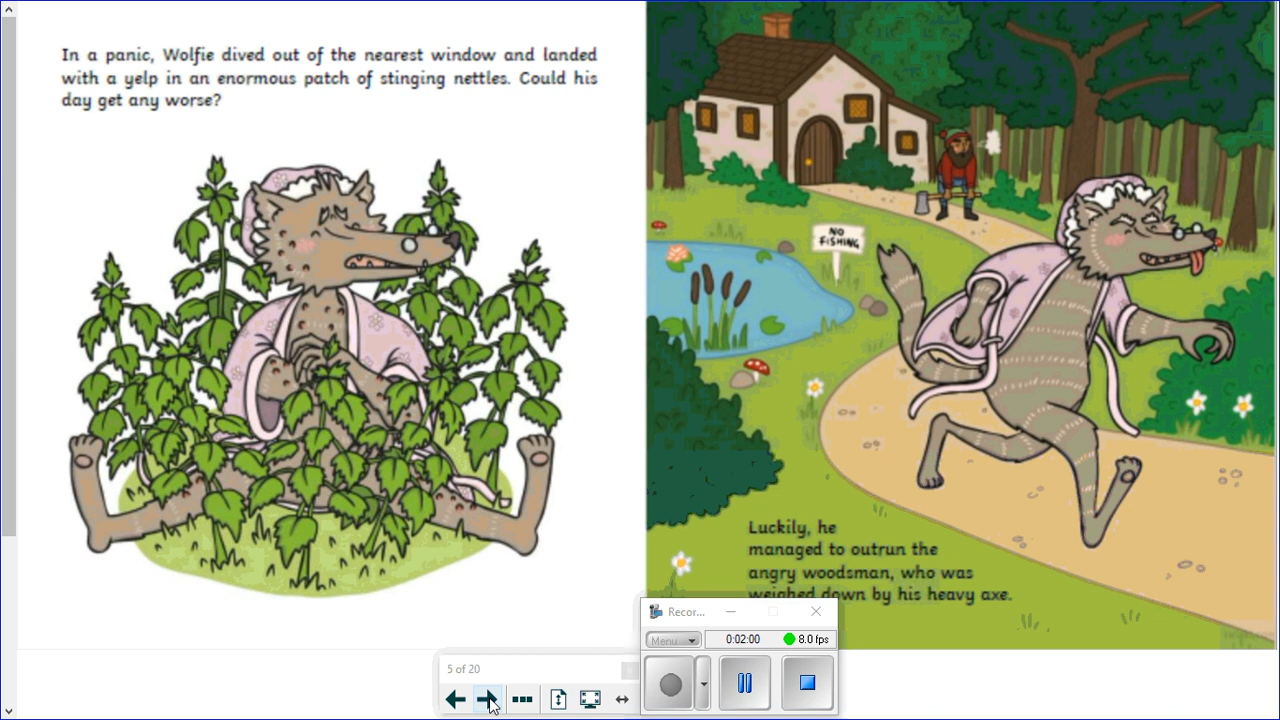 In a panic, Wolfie dived out of the nearest window and landed
with a yelp in an enormous patch of stinging nettles. Could his
day get any worse?
NO
FISHING
Luckily, he
managed to outrun the
angry woodsman, who was
weighed down by his heavy axe.
Recor...
Menu
0:02:00
8.0 fps
5 of 20